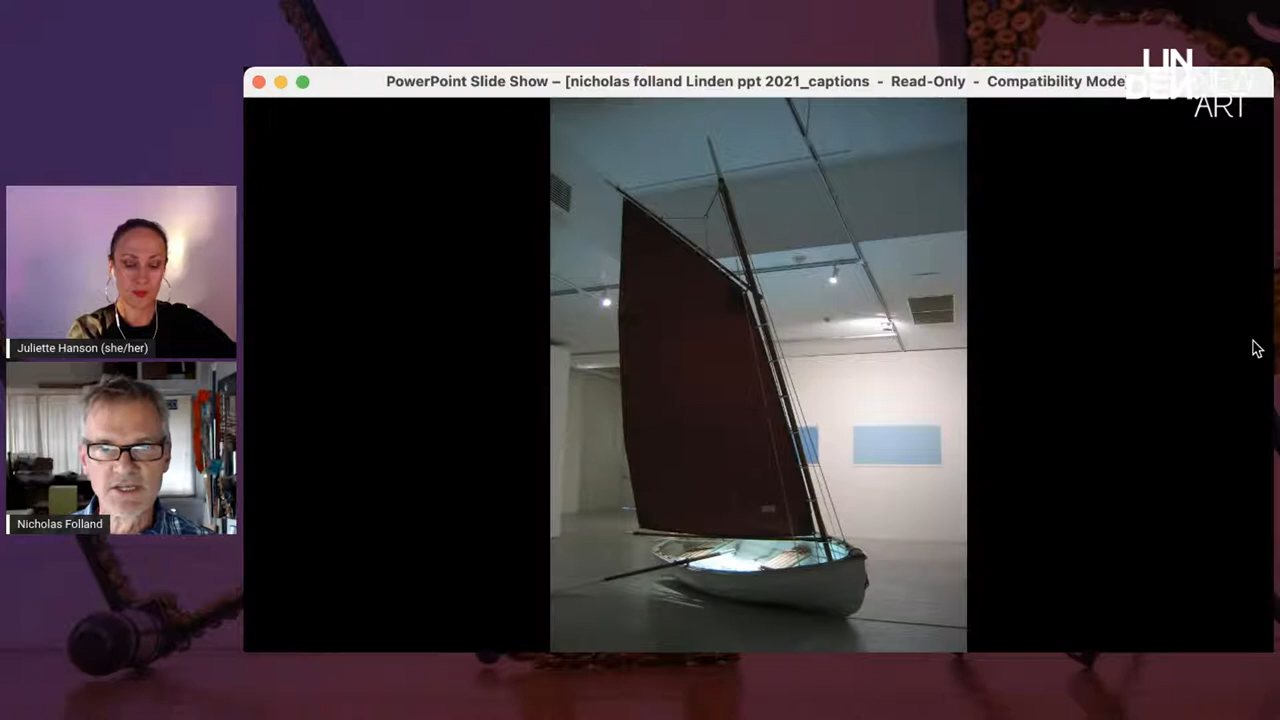 PowerPoint Slide Show – [nicholas folland Linden ppt 2021_captions - Read-Only - Compatibility Mode]
LIN
DEN NEW
ART
Juliette Hanson (she/her)
Nicholas Folland